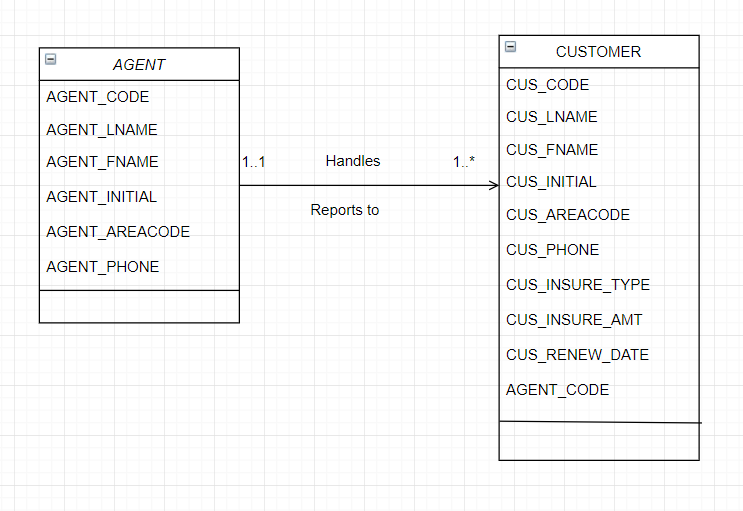 AGENT
AGENT_CODE
AGENT_LNAME
AGENT_FNAME
AGENT_INITIAL
AGENT_AREACODE
AGENT_PHONE
1..1
Handles
1..*
Reports to
CUSTOMER
CUS_CODE
CUS_LNAME
CUS_FNAME
CUS_INITIAL
CUS_AREACODE
CUS_PHONE
CUS_INSURE_TYPE
CUS_INSURE_AMT
CUS_RENEW_DATE
AGENT_CODE